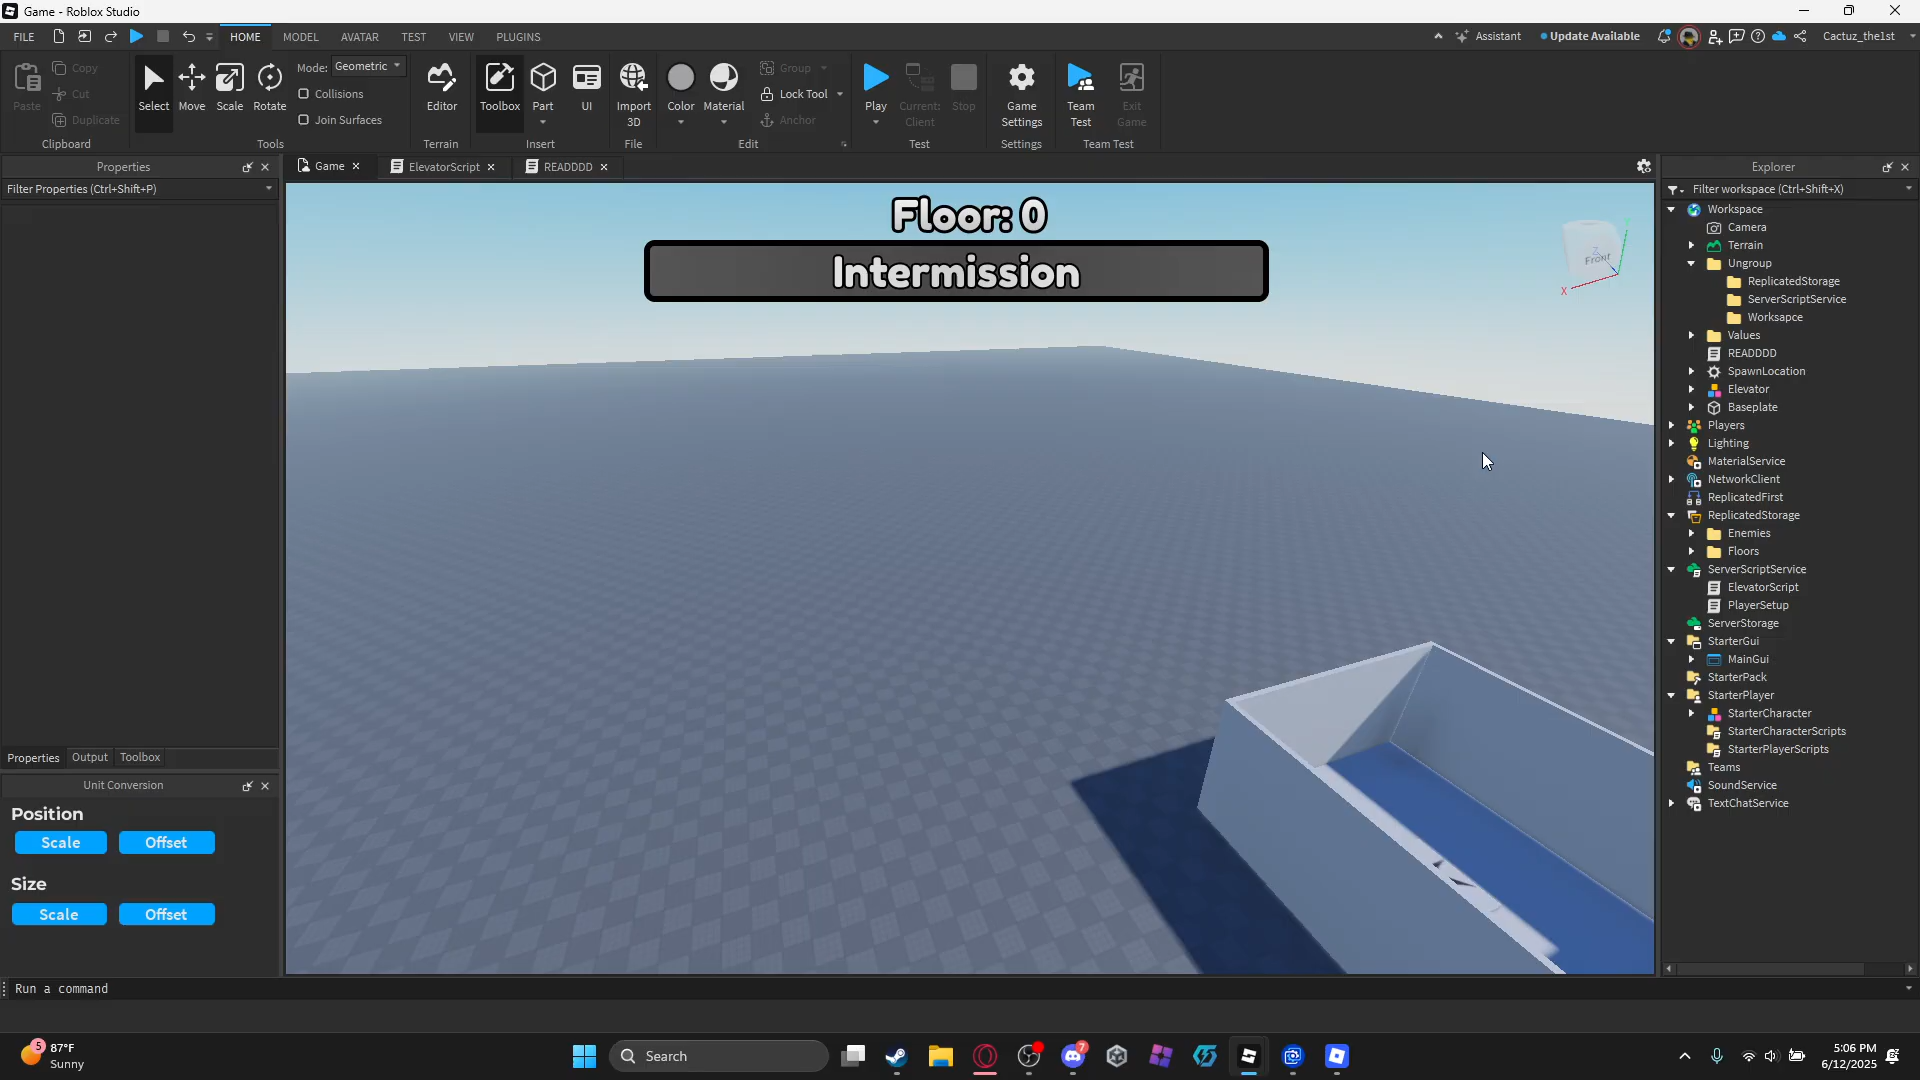 Game - Roblox Studio
FILE HOME MODEL AVATAR TEST VIEW PLUGINS Assistant Update Available Cactuz_the1st
Paste Copy Cut Duplicate Clipboard
Select Move Scale Rotate Mode: Geometric Collisions Join Surfaces Tools
Editor Terrain
Toolbox Part UI Insert
Import 3D File
Color Material Group Lock Tool Anchor Edit
Play Current: Client Stop Test
Game Settings Settings
Team Test Exit Game Team Test
Properties
Filter Properties (Ctrl+Shift+P)
Game ElevatorScript READDDD
Floor: 0
Intermission
Front
X
Explorer
Filter workspace (Ctrl+Shift+X)
Workspace
Camera
Terrain
Ungroup
ReplicatedStorage
ServerScriptService
Worksapce
Values
READDDD
SpawnLocation
Elevator
Baseplate
Players
Lighting
MaterialService
NetworkClient
ReplicatedFirst
ReplicatedStorage
Enemies
Floors
ServerScriptService
ElevatorScript
PlayerSetup
ServerStorage
StarterGui
MainGui
StarterPack
StarterPlayer
StarterCharacter
StarterCharacterScripts
StarterPlayerScripts
Teams
SoundService
TextChatService
Properties Output Toolbox
Unit Conversion
Position
Scale Offset
Size
Scale Offset
Run a command
5
87°F
Sunny
Search
7
5:06 PM
6/12/2025